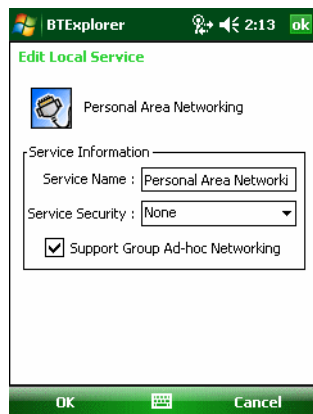 BTExplorer 2:13 ok
Edit Local Service
Personal Area Networking
Service Information
Service Name : Personal Area Networki
Service Security : None
Support Group Ad-hoc Networking
OK Cancel